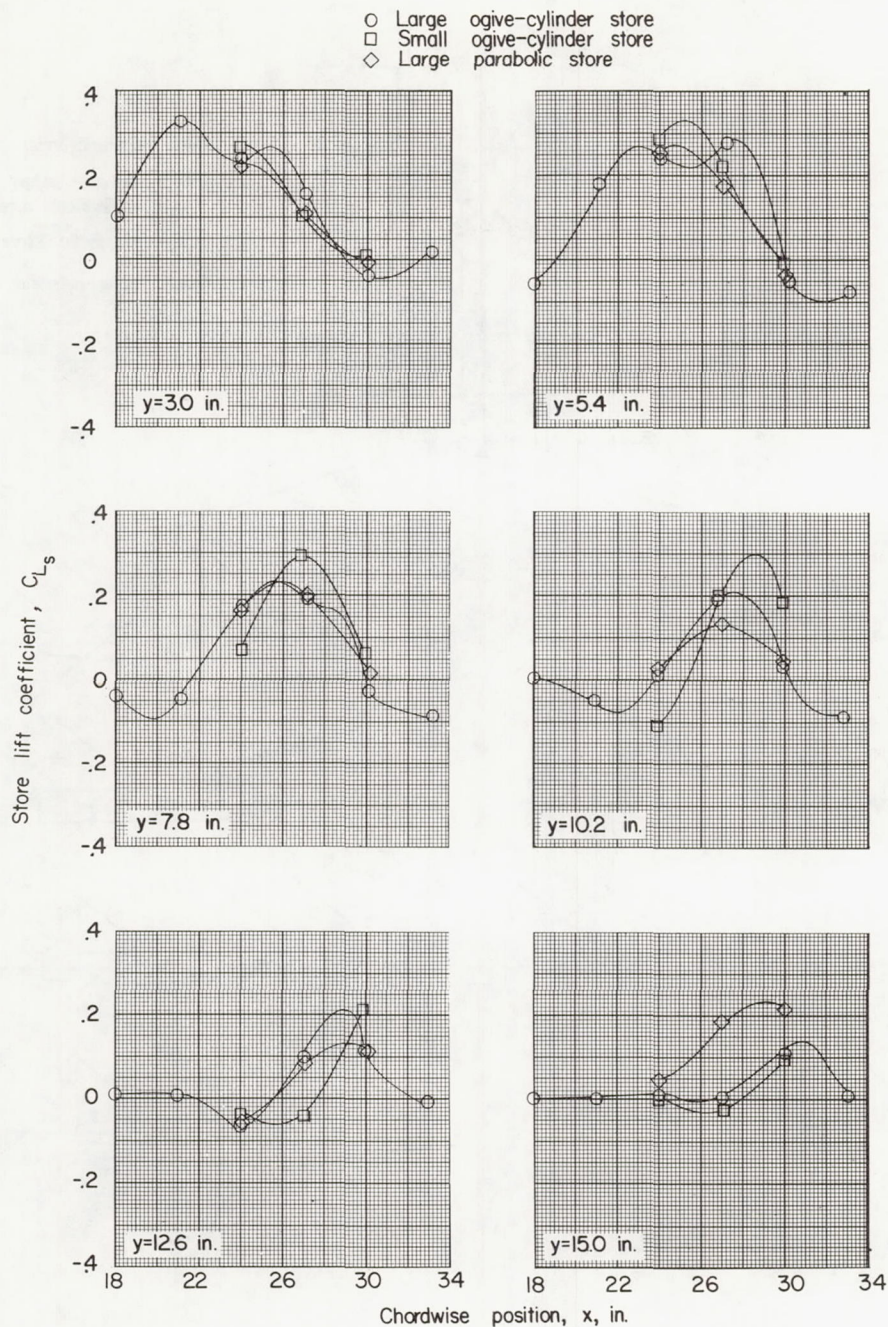 Large ogive-cylinder store
Small ogive-cylinder store
Large parabolic store
.4
.2
0
-.2
-.4
y=3.0 in.
y=5.4 in.
Store lift coefficient, C_Ls
.4
.2
0
-.2
-.4
y=7.8 in.
y=10.2 in.
.4
.2
0
-.2
-.4
y=12.6 in.
y=15.0 in.
18 22 26 30 34
18 22 26 30 34
Chordwise position, x, in.